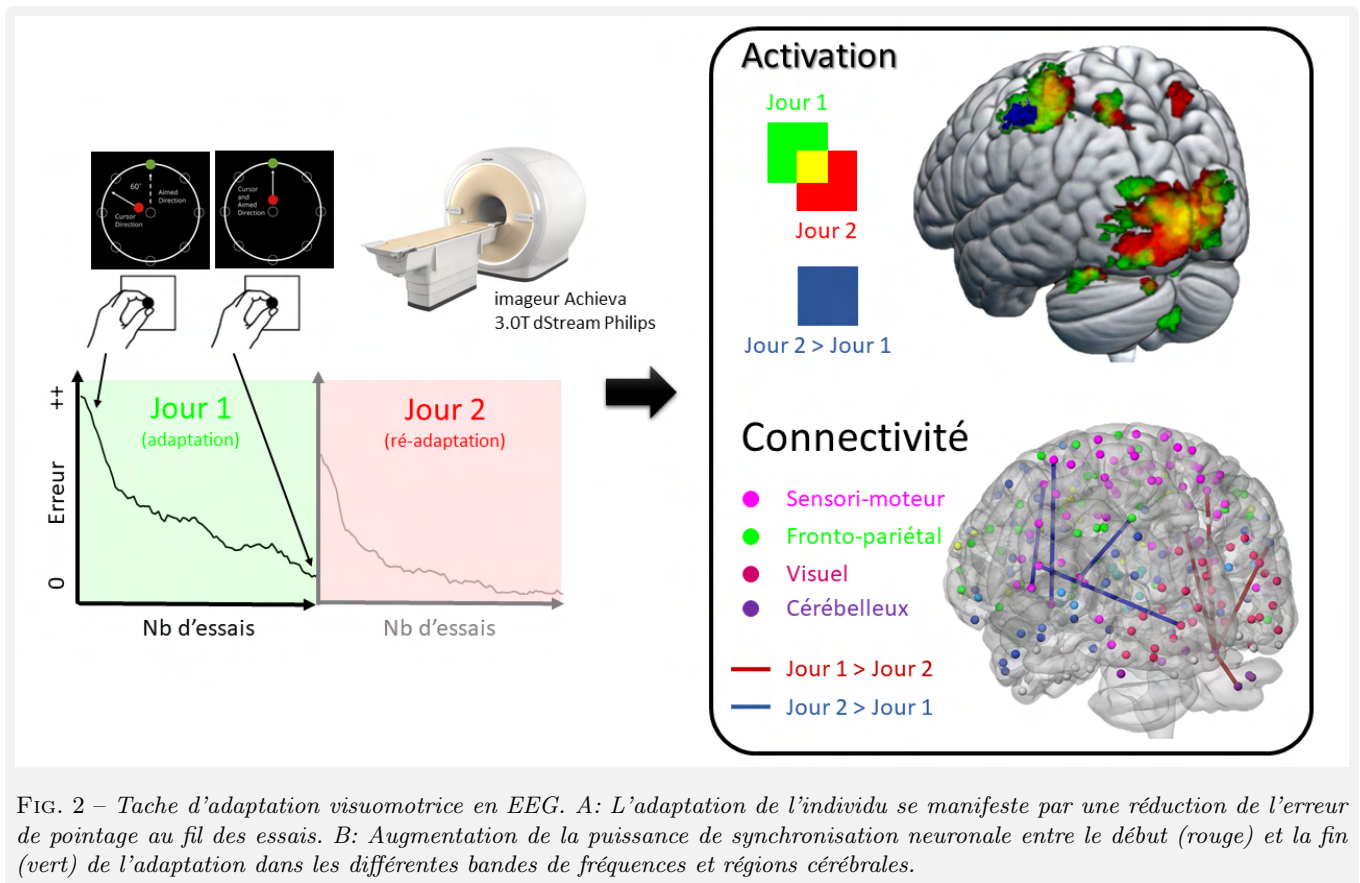 60°
Aimed
Direction
Cursor
Direction
Cursor
and
Aimed
Direction
PHILIPS
imageur Achieva
3.0T dStream Philips
Erreur
++
0
Jour 1
(adaptation)
Nb d'essais
Jour 2
(ré-adaptation)
Nb d'essais
Activation
Jour 1
Jour 2
Jour 2 > Jour 1
Connectivité
Sensori-moteur
Fronto-pariétal
Visuel
Cérébelleux
Jour 1 > Jour 2
Jour 2 > Jour 1
FIG. 2 – Tache d'adaptation visuomotrice en EEG. A: L'adaptation de l'individu se manifeste par une réduction de l'erreur
de pointage au fil des essais. B: Augmentation de la puissance de synchronisation neuronale entre le début (rouge) et la fin
(vert) de l'adaptation dans les différentes bandes de fréquences et régions cérébrales.